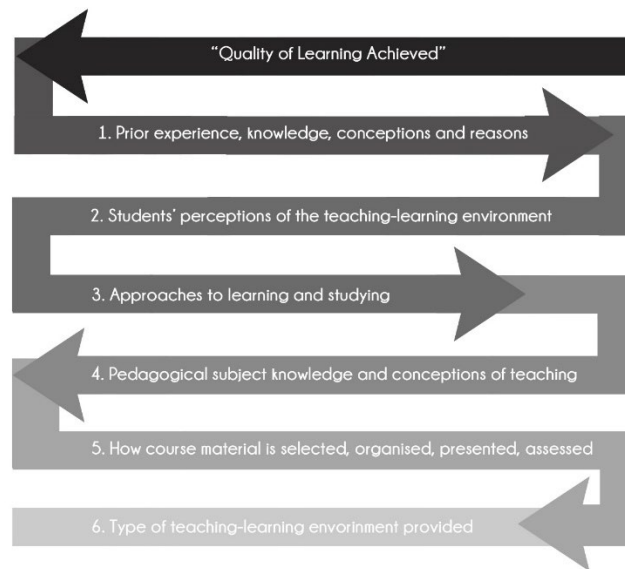 “Quality of Learning Achieved”
1. Prior experience, knowledge, conceptions and reasons
2. Students’ perceptions of the teaching-learning environment
3. Approaches to learning and studying
4. Pedagogical subject knowledge and conceptions of teaching
5. How course material is selected, organised, presented, assessed
6. Type of teaching-learning envorinment provided